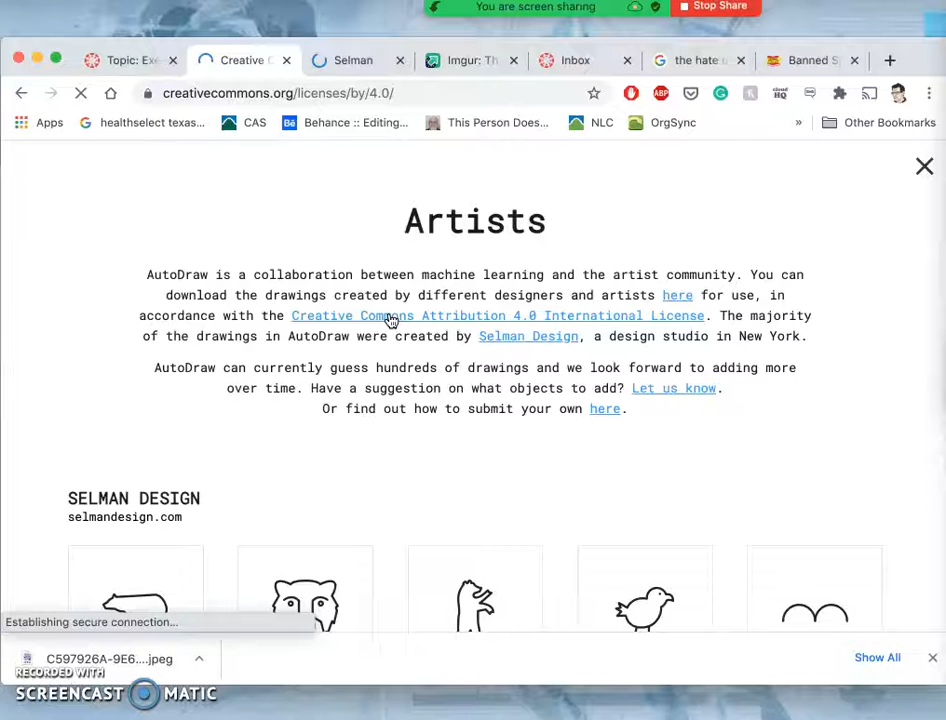 You are screen sharing
Stop Share
Topic: Exe
Creative C
Selman
Imgur: Th
Inbox
the hate u
Banned S
creativecommons.org/licenses/by/4.0/
ABP
cloud HQ
Apps
healthselect texas...
CAS
Behance :: Editing...
This Person Does...
NLC
OrgSync
»
Other Bookmarks
Artists
AutoDraw is a collaboration between machine learning and the artist community. You can
download the drawings created by different designers and artists here for use, in
accordance with the Creative Commons Attribution 4.0 International License. The majority
of the drawings in AutoDraw were created by Selman Design, a design studio in New York.
AutoDraw can currently guess hundreds of drawings and we look forward to adding more
over time. Have a suggestion on what objects to add? Let us know.
Or find out how to submit your own here.
SELMAN DESIGN
selmandesign.com
Establishing secure connection...
C597926A-9E6....jpeg
Show All
RECORDED WITH
SCREENCAST MATIC